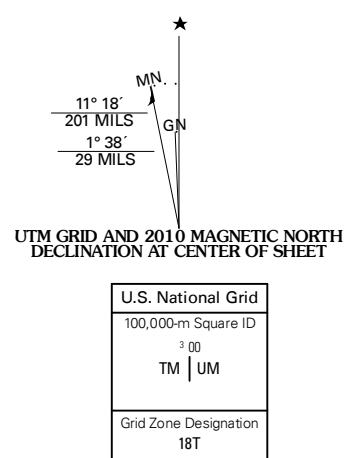 ★
MN
11° 18´
201 MILS
GN
1° 38´
29 MILS
UTM GRID AND 2010 MAGNETIC NORTH
DECLINATION AT CENTER OF SHEET
U.S. National Grid
100,000-m Square ID
3 00
TM | UM
Grid Zone Designation
18T